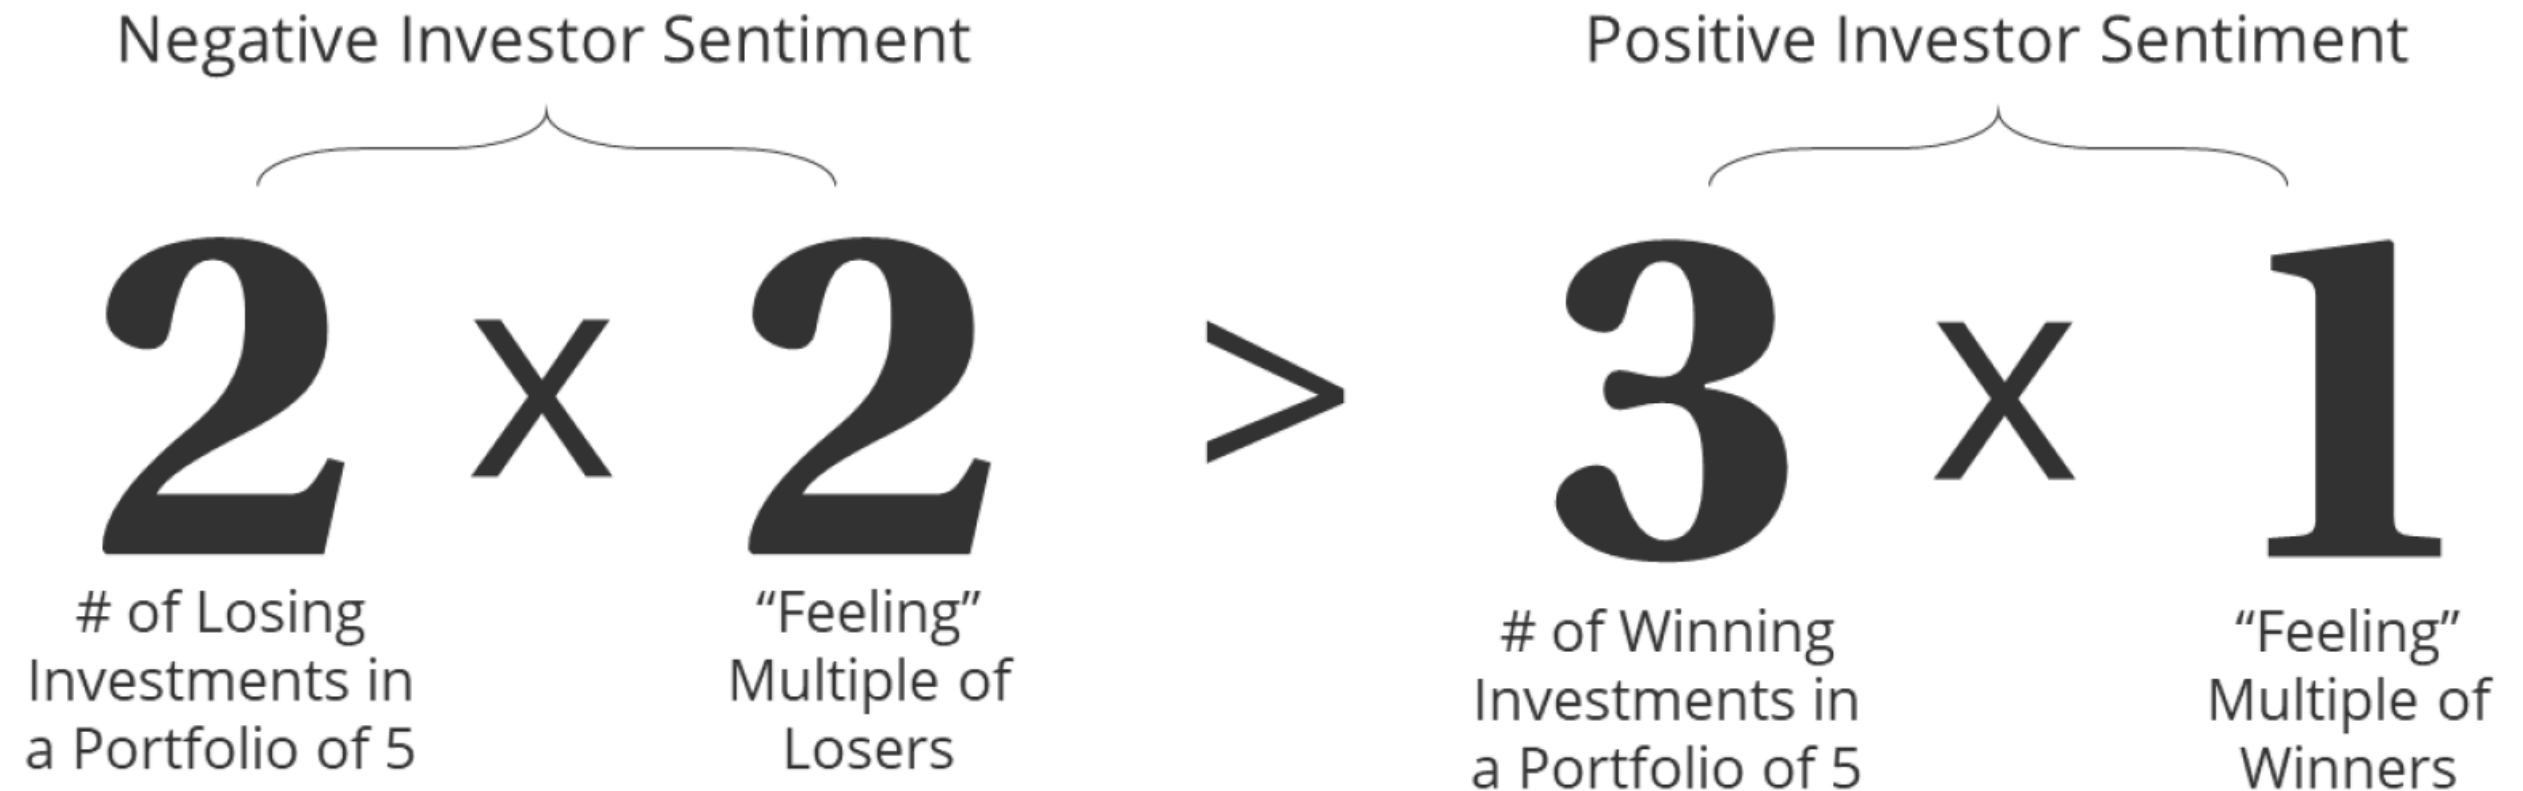 Negative Investor Sentiment
Positive Investor Sentiment
2 x 2 > 3 x 1
# of Losing
Investments in
a Portfolio of 5
“Feeling”
Multiple of
Losers
# of Winning
Investments in
a Portfolio of 5
“Feeling”
Multiple of
Winners